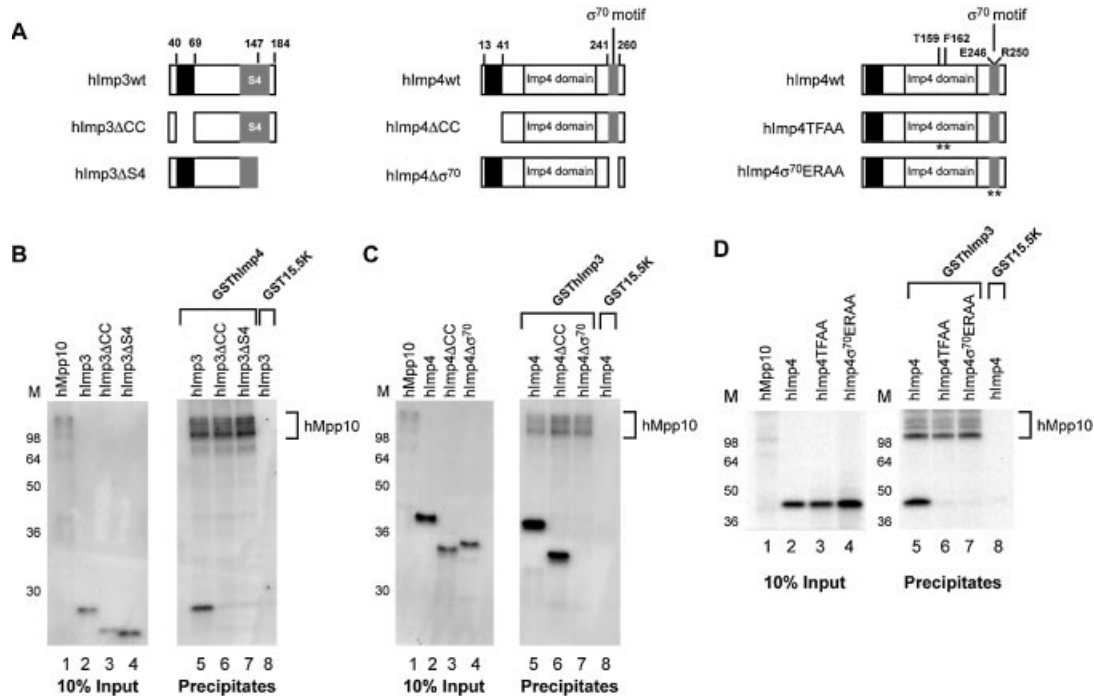 A
σ70 motif
σ70 motif
40 69 147 184
13 41 241 260
T159 F162
E246 R250
hImp3wt S4
hImp4wt Imp4 domain
hImp4wt Imp4 domain
hImp3ΔCC S4
hImp4ΔCC Imp4 domain
hImp4TFAA Imp4 domain
**
hImp3ΔS4
hImp4Δσ70 Imp4 domain
hImp4σ70ERAA Imp4 domain
**
B
GSThImp4
GST15.5K
M
hMpp10
hImp3
hImp3ΔCC
hImp3ΔS4
hImp3
hImp3ΔCC
hImp3ΔS4
hImp3
hMpp10
98
64
50
36
30
1 2 3 4 5 6 7 8
10% Input Precipitates
C
GSThImp3
GST15.5K
M
hMpp10
hImp4
hImp4ΔCC
hImp4Δσ70
hImp4
hImp4ΔCC
hImp4Δσ70
hImp4
hMpp10
98
64
50
36
30
1 2 3 4 5 6 7 8
10% Input Precipitates
D
GSThImp3
GST15.5K
M
hMpp10
hImp4
hImp4TFAA
hImp4σ70ERAA
hImp4
hImp4TFAA
hImp4σ70ERAA
hImp4
hMpp10
98
64
50
36
1 2 3 4 5 6 7 8
10% Input Precipitates